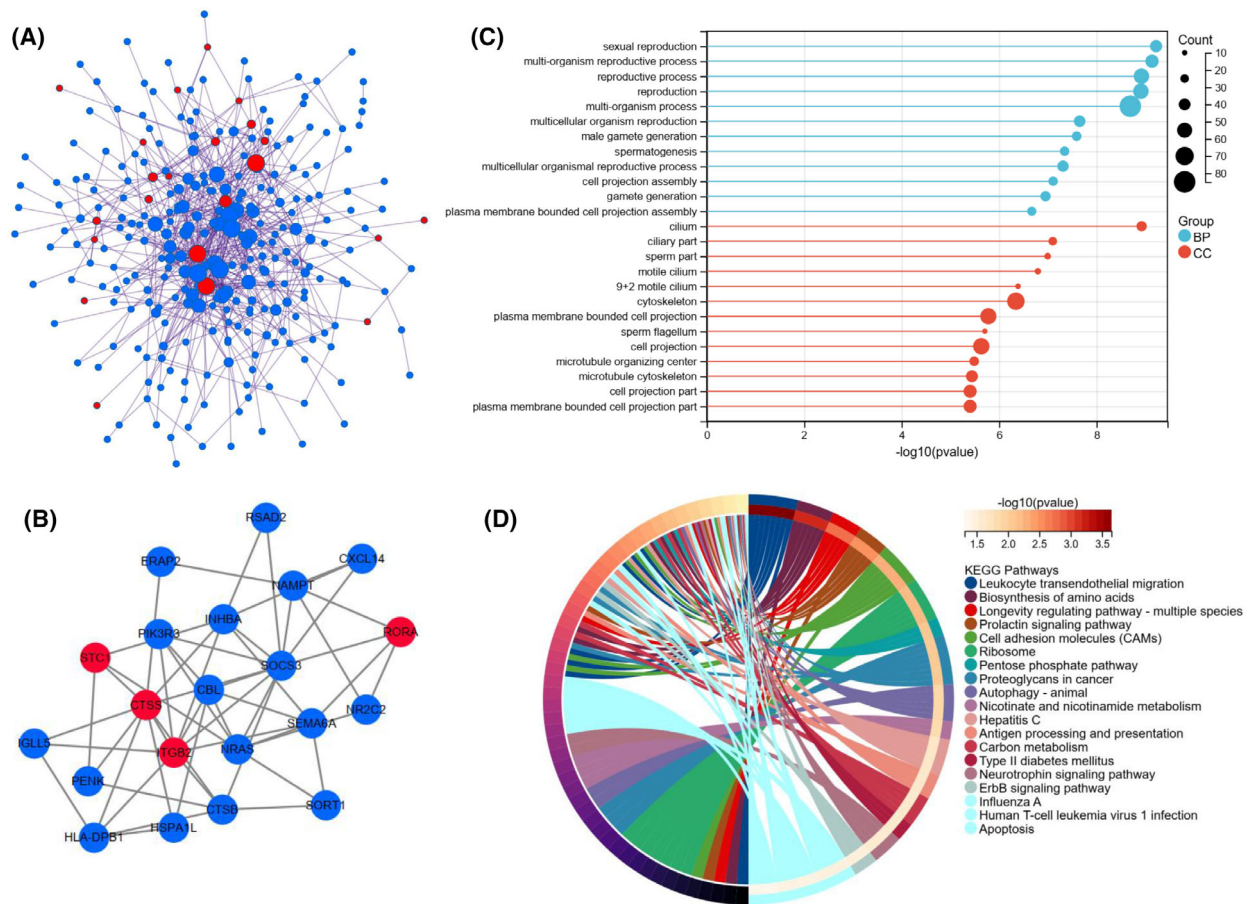 (A)
(C)
sexual reproduction
multi-organism reproductive process
reproductive process
reproduction
multi-organism process
multicellular organism reproduction
male gamete generation
spermatogenesis
multicellular organismal reproductive process
cell projection assembly
gamete generation
plasma membrane bounded cell projection assembly
cilium
ciliary part
sperm part
motile cilium
9+2 motile cilium
cytoskeleton
plasma membrane bounded cell projection
sperm flagellum
cell projection
microtubule organizing center
microtubule cytoskeleton
cell projection part
plasma membrane bounded cell projection part
0 2 4 6 8
-log10(pvalue)
Count
10
20
30
40
50
60
70
80
Group
BP
CC
(B)
RSAD2
CXCL14
ERAP2
NAMPT
INHBA
PIK3R3
RORA
STC1
SOCS3
CBL
CTSS
NR2C2
SEMA6A
IGLL5
ITGB2
NRAS
PENK
CTSB
SORT1
HSPA1L
HLA-DPB1
(D)
-log10(pvalue)
1.5 2.0 2.5 3.0 3.5
KEGG Pathways
Leukocyte transendothelial migration
Biosynthesis of amino acids
Longevity regulating pathway - multiple species
Prolactin signaling pathway
Cell adhesion molecules (CAMs)
Ribosome
Pentose phosphate pathway
Proteoglycans in cancer
Autophagy - animal
Nicotinate and nicotinamide metabolism
Hepatitis C
Antigen processing and presentation
Carbon metabolism
Type II diabetes mellitus
Neurotrophin signaling pathway
ErbB signaling pathway
Influenza A
Human T-cell leukemia virus 1 infection
Apoptosis